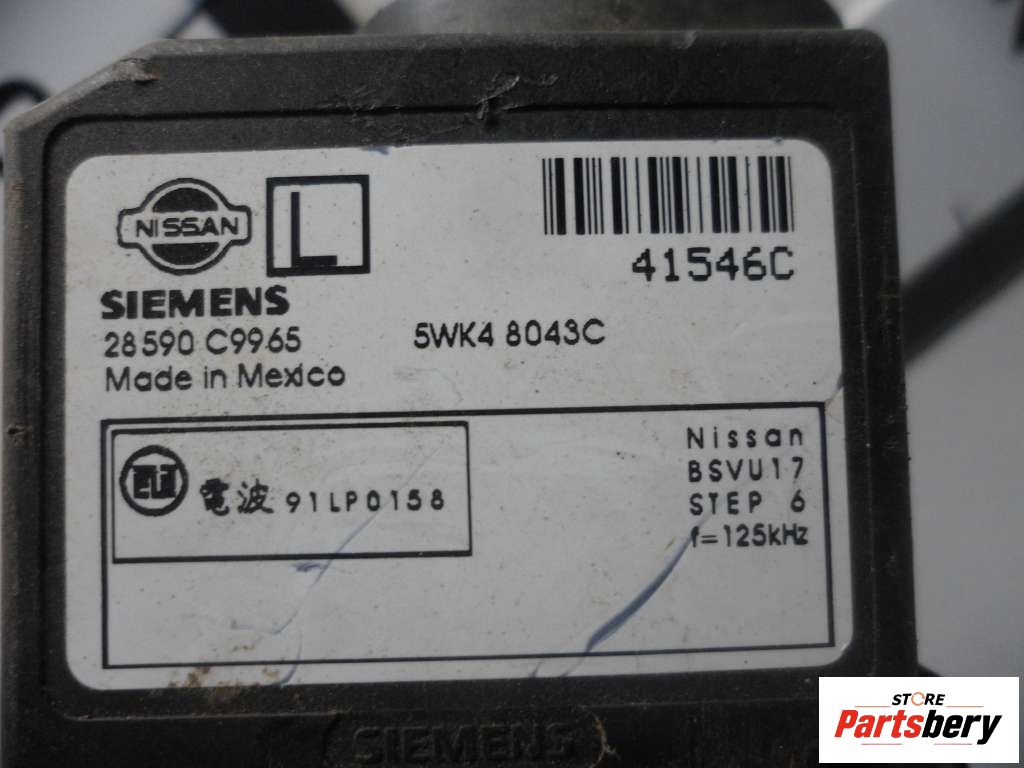 NISSAN
L
41546C
SIEMENS
28590 C9965 5WK4 8043C
Made in Mexico
電波 91LP0158
Nissan
BSVU17
STEP 6
f=125kHz
SIEMENS
STORE
Partsbery